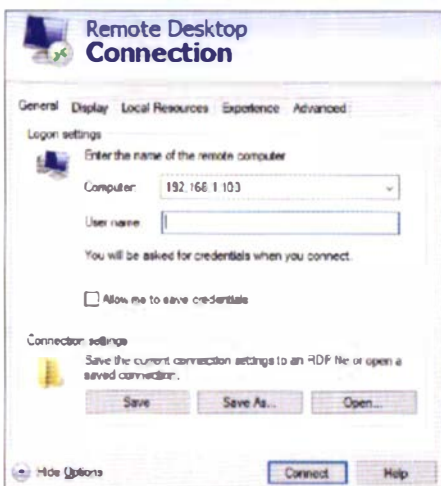 Remote Desktop
Connection
General Display Local Resources Experience Advanced
Logon settings
Enter the name of the remote computer
Computer: 192.168.1.103
User name:
You will be asked for credentials when you connect.
Allow me to save credentials
Connection settings
Save the current connection settings to an RDP file or open a
saved connection.
Save Save As... Open...
Hide Options Connect Help